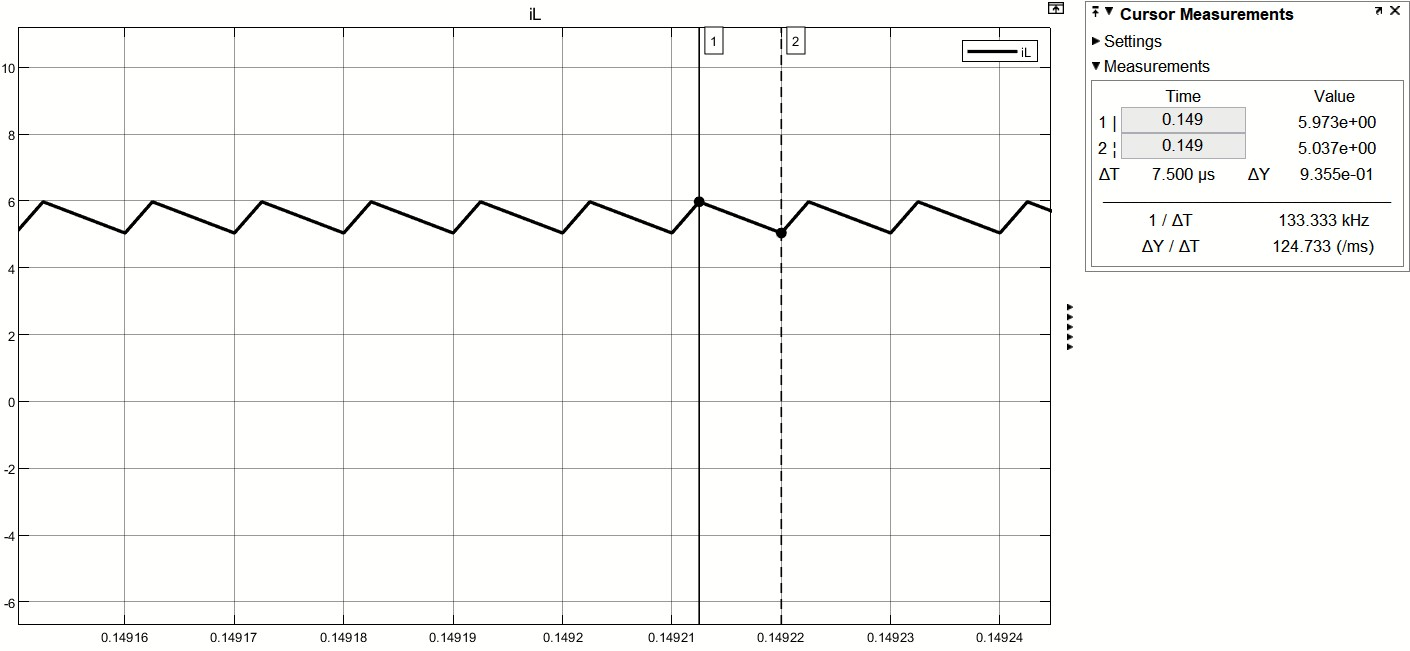 iL
1
2
iL
10
8
6
4
2
0
-2
-4
-6
0.14916
0.14917
0.14918
0.14919
0.1492
0.14921
0.14922
0.14923
0.14924
Cursor Measurements
Settings
Measurements
Time Value
1 | 0.149 5.973e+00
2 ¦ 0.149 5.037e+00
ΔT 7.500 µs ΔY 9.355e-01
1 / ΔT 133.333 kHz
ΔY / ΔT 124.733 (/ms)